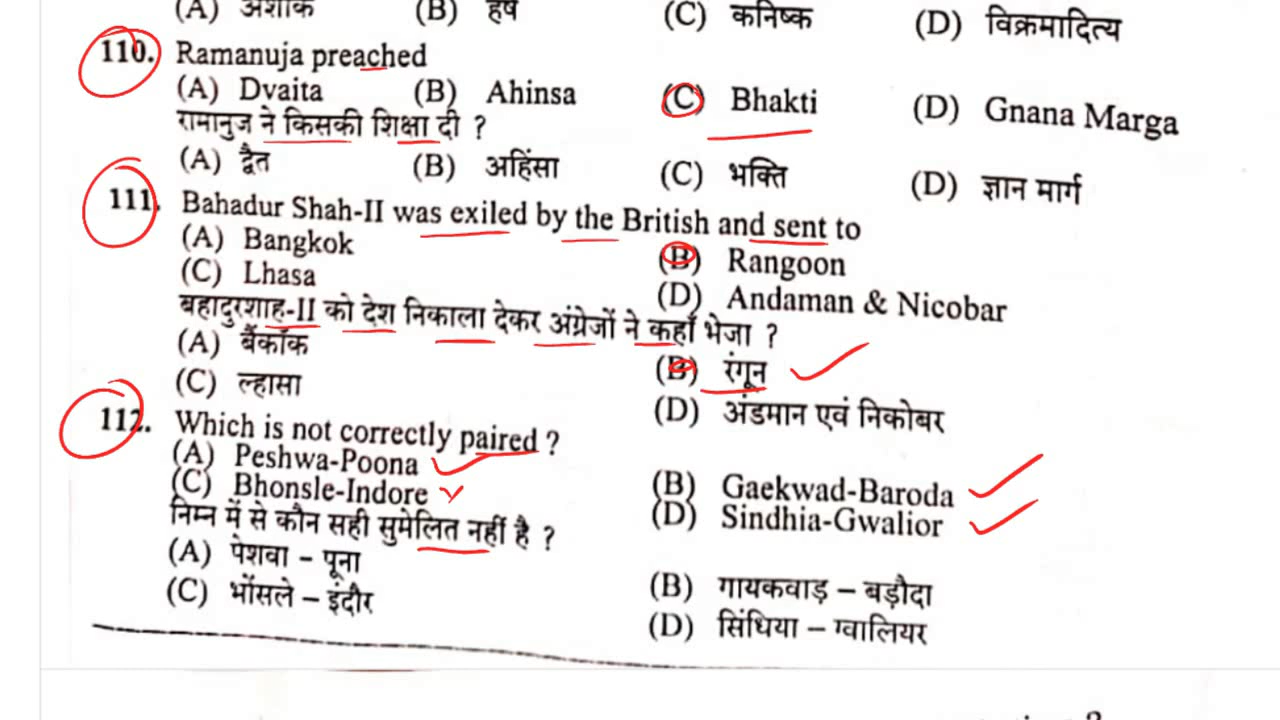 (A) अशोक (B) हर्ष (C) कनिष्क (D) विक्रमादित्य
110. Ramanuja preached
(A) Dvaita (B) Ahinsa (C) Bhakti (D) Gnana Marga
रामानुज ने किसकी शिक्षा दी ?
(A) द्वैत (B) अहिंसा (C) भक्ति (D) ज्ञान मार्ग
111. Bahadur Shah-II was exiled by the British and sent to
(A) Bangkok (B) Rangoon
(C) Lhasa (D) Andaman & Nicobar
बहादुरशाह-II को देश निकाला देकर अंग्रेजों ने कहाँ भेजा ?
(A) बैंकॉक (B) रंगून
(C) ल्हासा (D) अंडमान एवं निकोबर
112. Which is not correctly paired ?
(A) Peshwa-Poona (B) Gaekwad-Baroda
(C) Bhonsle-Indore (D) Sindhia-Gwalior
निम्न में से कौन सही सुमेलित नहीं है ?
(A) पेशवा – पूना (B) गायकवाड़ – बड़ौदा
(C) भोंसले – इंदौर (D) सिंधिया – ग्वालियर